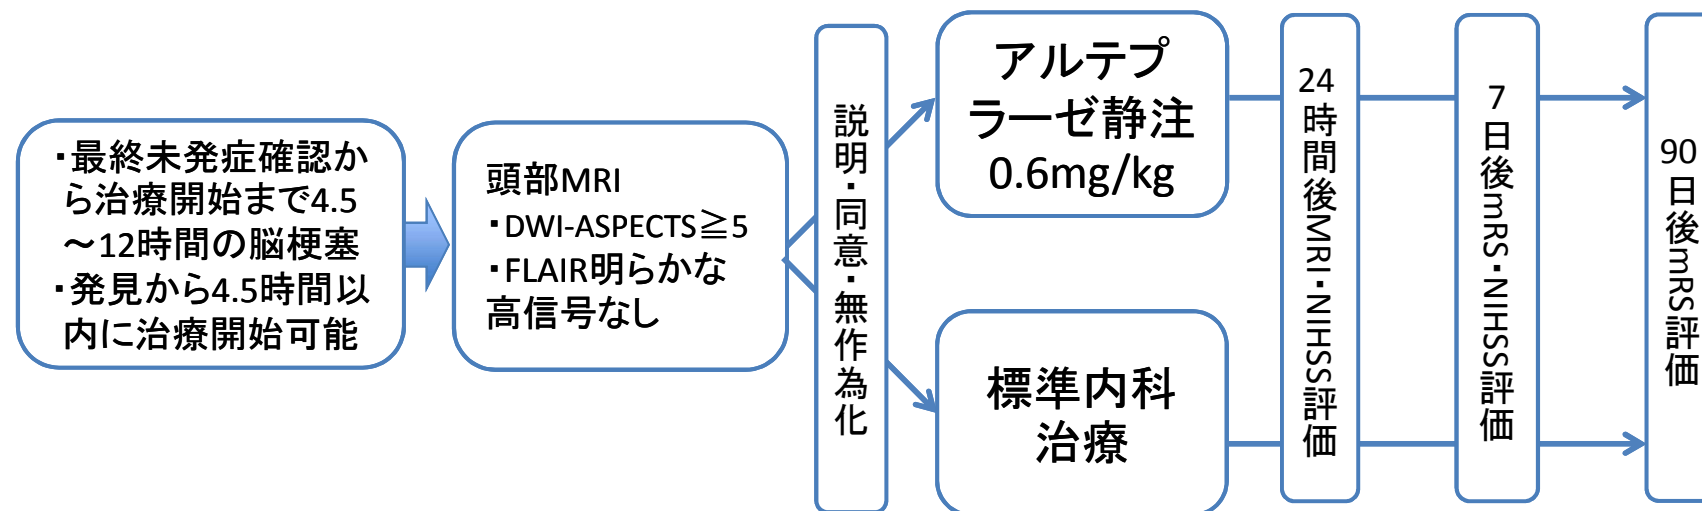 ・最終未発症確認か
ら治療開始まで4.5
～12時間の脳梗塞
・発見から4.5時間以
内に治療開始可能
頭部MRI
・DWI-ASPECTS≧5
・FLAIR明らかな
高信号なし
説明・同意・無作為化
アルテプ
ラーゼ静注
0.6mg/kg
標準内科
治療
24時間後MRI・NIHSS評価
7日後mRS・NIHSS評価
90日後mRS評価